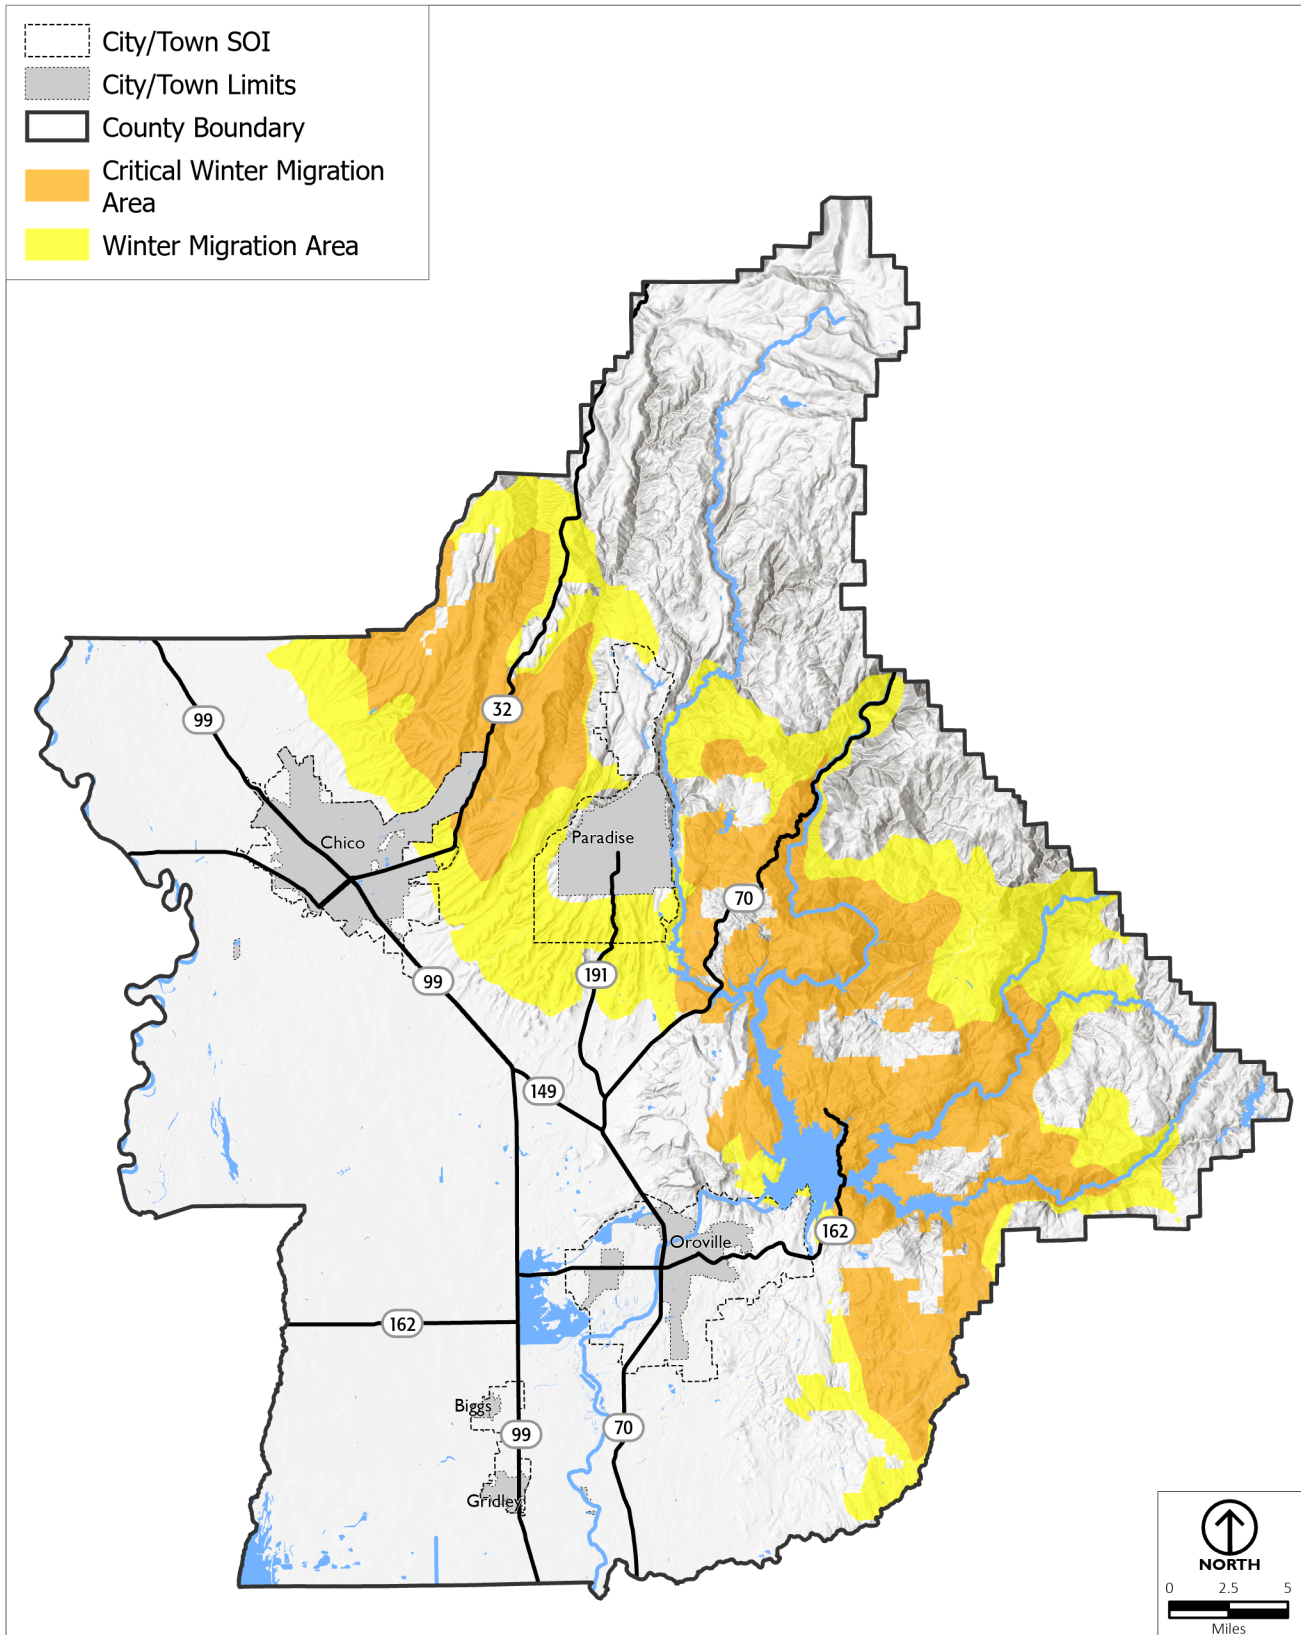 City/Town SOI
City/Town Limits
County Boundary
Critical Winter Migration
Area
Winter Migration Area
99
32
Chico
Paradise
70
99
191
149
162
Oroville
162
Biggs
99
70
Gridley
NORTH
0 2.5 5
Miles